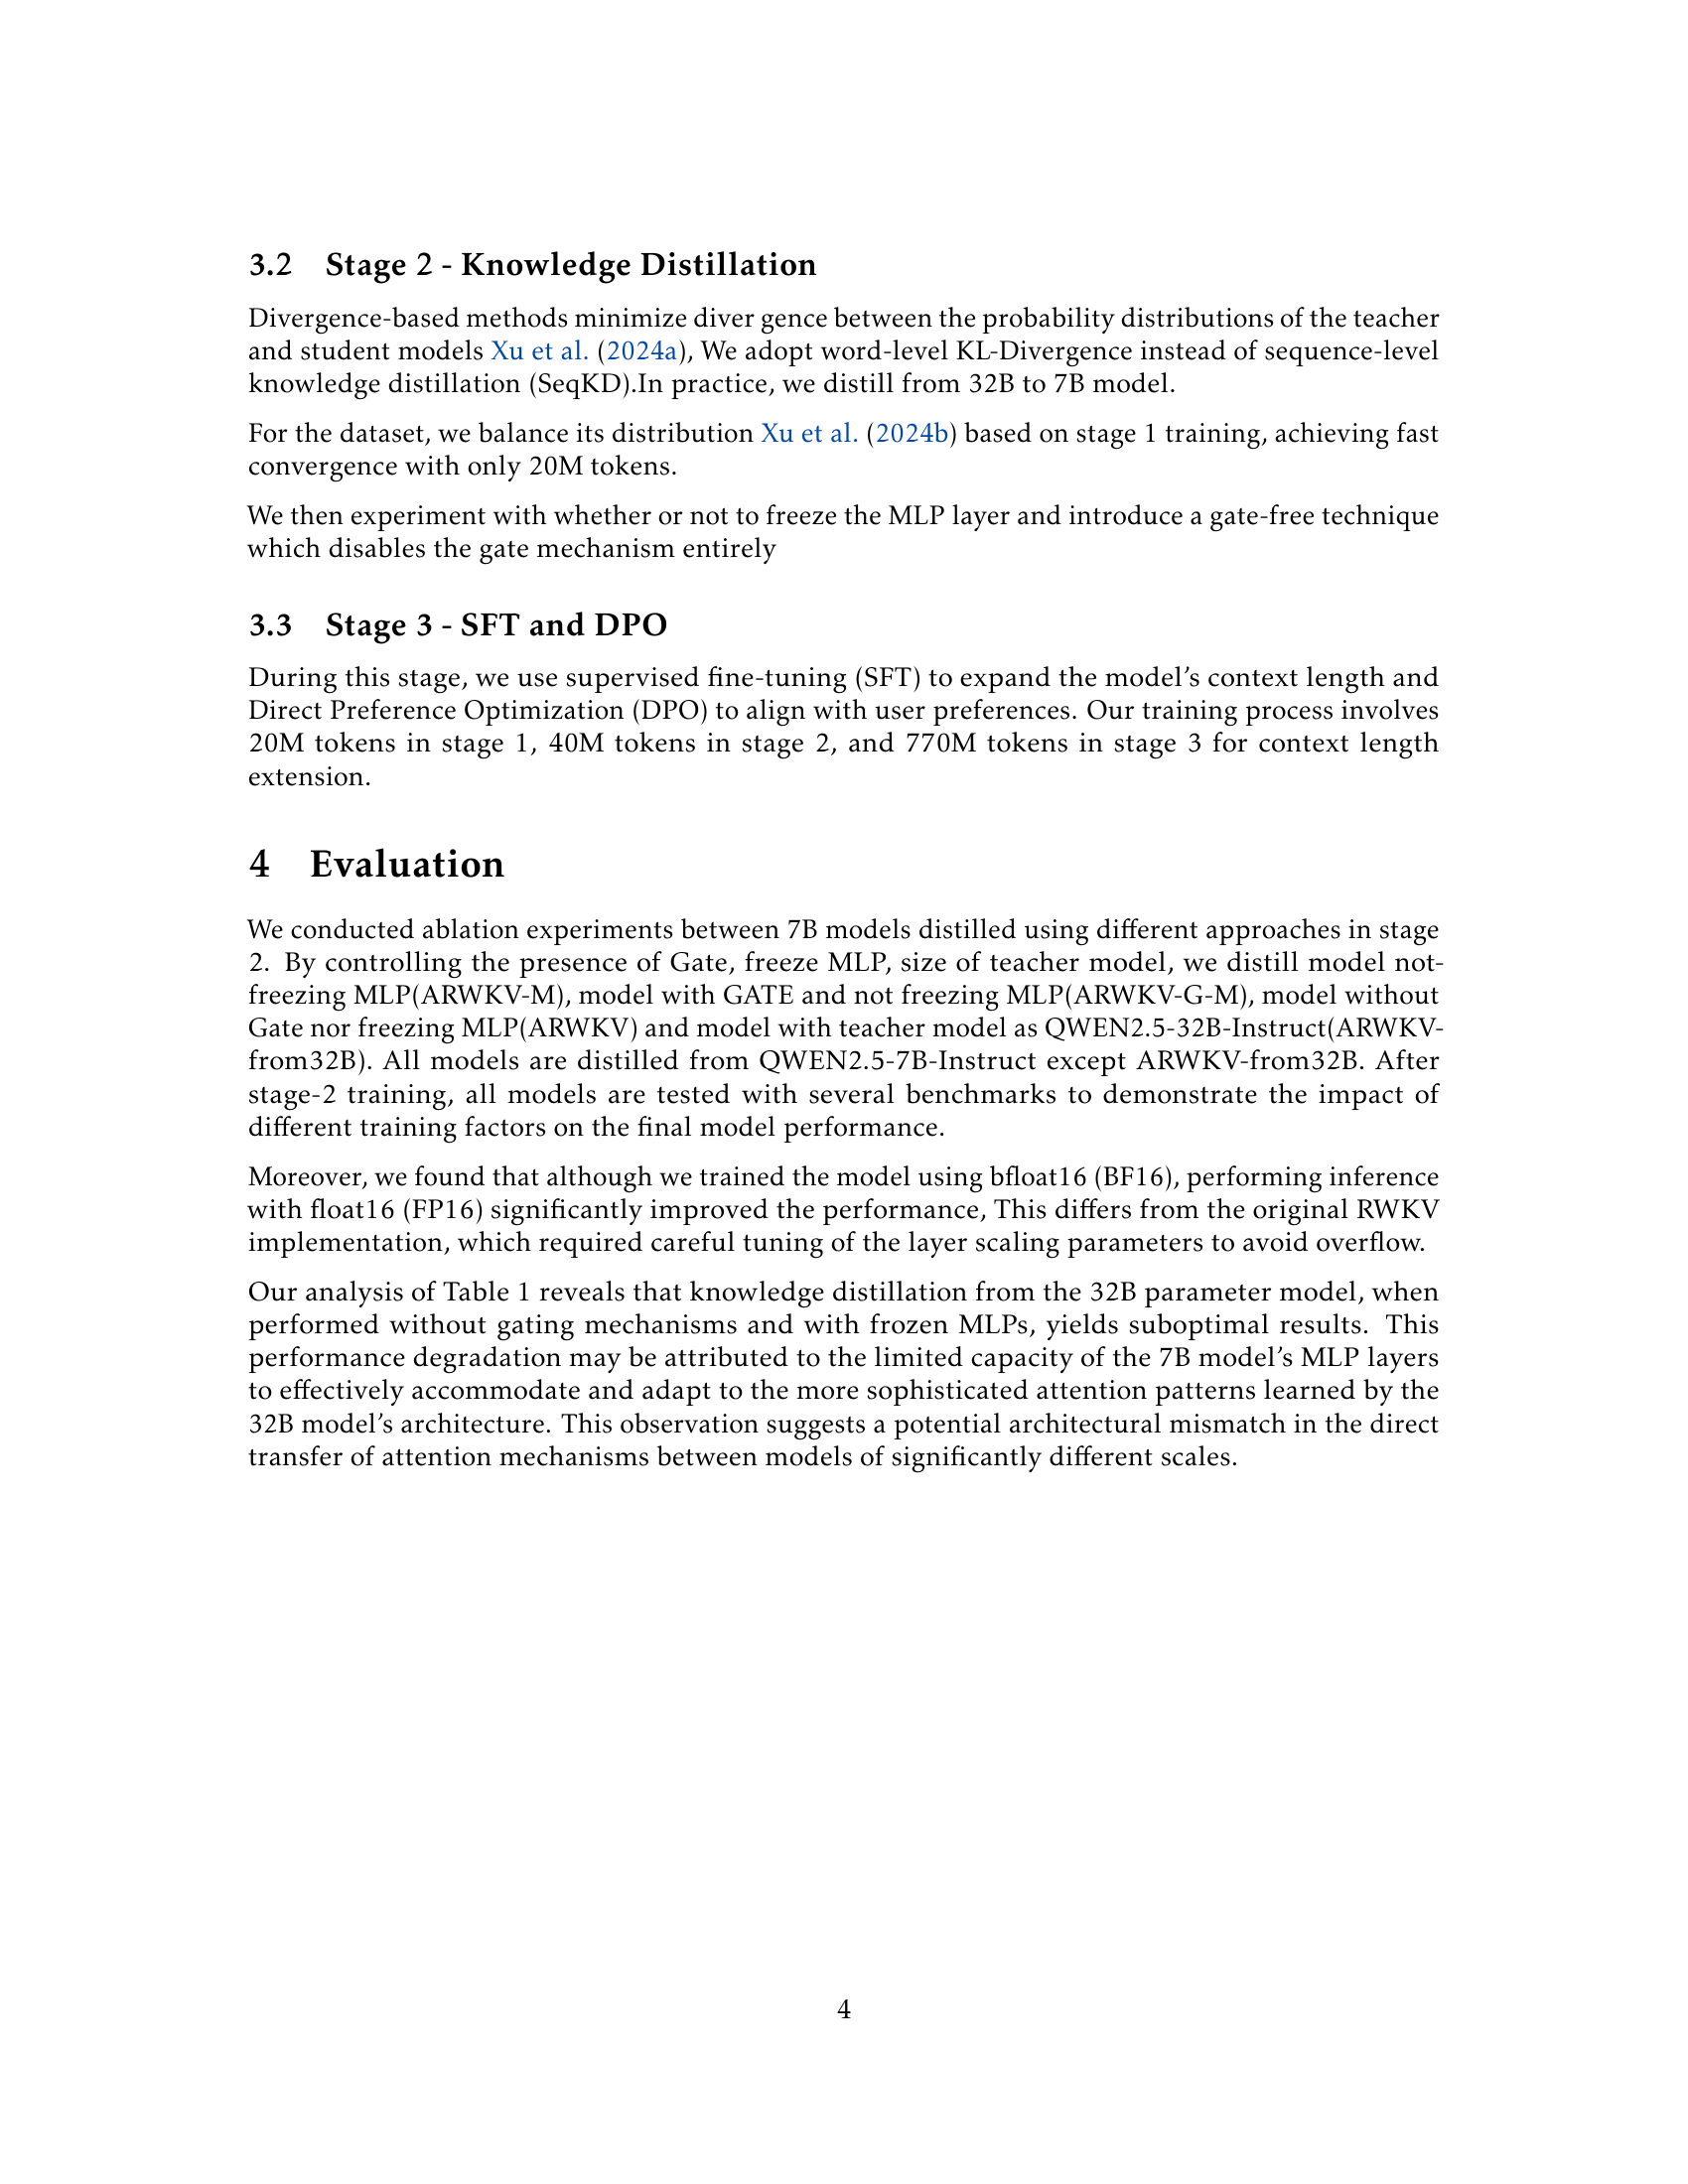 3.2 Stage 2 - Knowledge Distillation
Divergence-based methods minimize diver gence between the probability distributions of the teacher
and student models Xu et al. (2024a), We adopt word-level KL-Divergence instead of sequence-level
knowledge distillation (SeqKD).In practice, we distill from 32B to 7B model.
For the dataset, we balance its distribution Xu et al. (2024b) based on stage 1 training, achieving fast
convergence with only 20M tokens.
We then experiment with whether or not to freeze the MLP layer and introduce a gate-free technique
which disables the gate mechanism entirely
3.3 Stage 3 - SFT and DPO
During this stage, we use supervised fine-tuning (SFT) to expand the model’s context length and
Direct Preference Optimization (DPO) to align with user preferences. Our training process involves
20M tokens in stage 1, 40M tokens in stage 2, and 770M tokens in stage 3 for context length
extension.
4 Evaluation
We conducted ablation experiments between 7B models distilled using different approaches in stage
2. By controlling the presence of Gate, freeze MLP, size of teacher model, we distill model not-
freezing MLP(ARWKV-M), model with GATE and not freezing MLP(ARWKV-G-M), model without
Gate nor freezing MLP(ARWKV) and model with teacher model as QWEN2.5-32B-Instruct(ARWKV-
from32B). All models are distilled from QWEN2.5-7B-Instruct except ARWKV-from32B. After
stage-2 training, all models are tested with several benchmarks to demonstrate the impact of
different training factors on the final model performance.
Moreover, we found that although we trained the model using bfloat16 (BF16), performing inference
with float16 (FP16) significantly improved the performance, This differs from the original RWKV
implementation, which required careful tuning of the layer scaling parameters to avoid overflow.
Our analysis of Table 1 reveals that knowledge distillation from the 32B parameter model, when
performed without gating mechanisms and with frozen MLPs, yields suboptimal results. This
performance degradation may be attributed to the limited capacity of the 7B model’s MLP layers
to effectively accommodate and adapt to the more sophisticated attention patterns learned by the
32B model’s architecture. This observation suggests a potential architectural mismatch in the direct
transfer of attention mechanisms between models of significantly different scales.
4